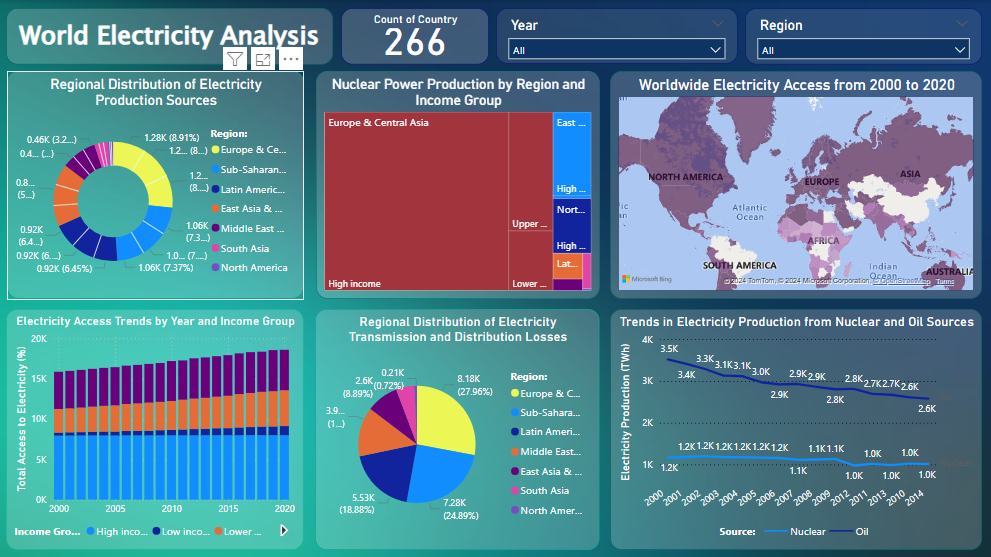 World Electricity Analysis
Count of Country
266
Year
All
Region
All
Regional Distribution of Electricity
Production Sources
0.46K (3.2...)
0.4... (...)
0.8...
(5...)
0.92K
(6.4...)
0.92K (6....)
0.92K (6.45%)
1.28K (8.91%)
1.2... (8...)
1.2...
(8...)
1.06K
(7.3...)
1.0... (7....)
1.06K (7.37%)
Region:
Europe & Ce...
Sub-Saharan...
Latin Americ...
East Asia & ...
Middle East ...
South Asia
North America
Nuclear Power Production by Region and
Income Group
Europe & Central Asia
High income
Upper ...
Lower ...
East ...
High ...
Nort...
High ...
Lat...
Worldwide Electricity Access from 2000 to 2020
NORTH AMERICA
EUROPE
ASIA
Atlantic
Ocean
AFRICA
SOUTH AMERICA
Indian
Ocean
AUSTRALIA
Microsoft Bing
© 2024 TomTom, © 2024 Microsoft Corporation, © OpenStreetMap Terms
Electricity Access Trends by Year and Income Group
Total Access to Electricity (%)
20K
15K
10K
5K
0K
2000
2005
2010
2015
2020
Income Gro...
High inco...
Low inco...
Lower ...
Regional Distribution of Electricity
Transmission and Distribution Losses
0.21K
(0.72%)
2.6K
(8.89%)
3.9...
(1...)
5.53K
(18.88%)
8.18K
(27.96%)
7.28K
(24.89%)
Region:
Europe & C...
Sub-Sahara...
Latin Ameri...
Middle East...
East Asia & ...
South Asia
North Amer...
Trends in Electricity Production from Nuclear and Oil Sources
Electricity Production (TWh)
4K
3K
2K
1K
3.5K
3.4K
3.3K
3.1K
3.1K
3.0K
2.9K
2.9K
2.9K
2.8K
2.8K
2.7K
2.7K
2.6K
2.6K
1.2K
1.2K
1.2K
1.2K
1.2K
1.2K
1.2K
1.1K
1.1K
1.1K
1.0K
1.0K
1.0K
1.0K
1.0K
2000
2001
2002
2003
2004
2005
2006
2007
2008
2009
2012
2011
2013
2010
2014
Source:
Nuclear
Oil